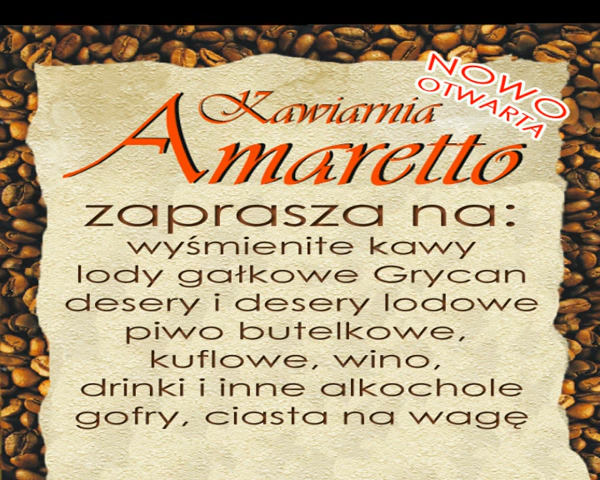 NOWO
OTWARTA
Kawiarnia
Amaretto
zaprasza na:
wyśmienite kawy
lody gałkowe Grycan
desery i desery lodowe
piwo butelkowe,
kuflowe, wino,
drinki i inne alkochole
gofry, ciasta na wagę